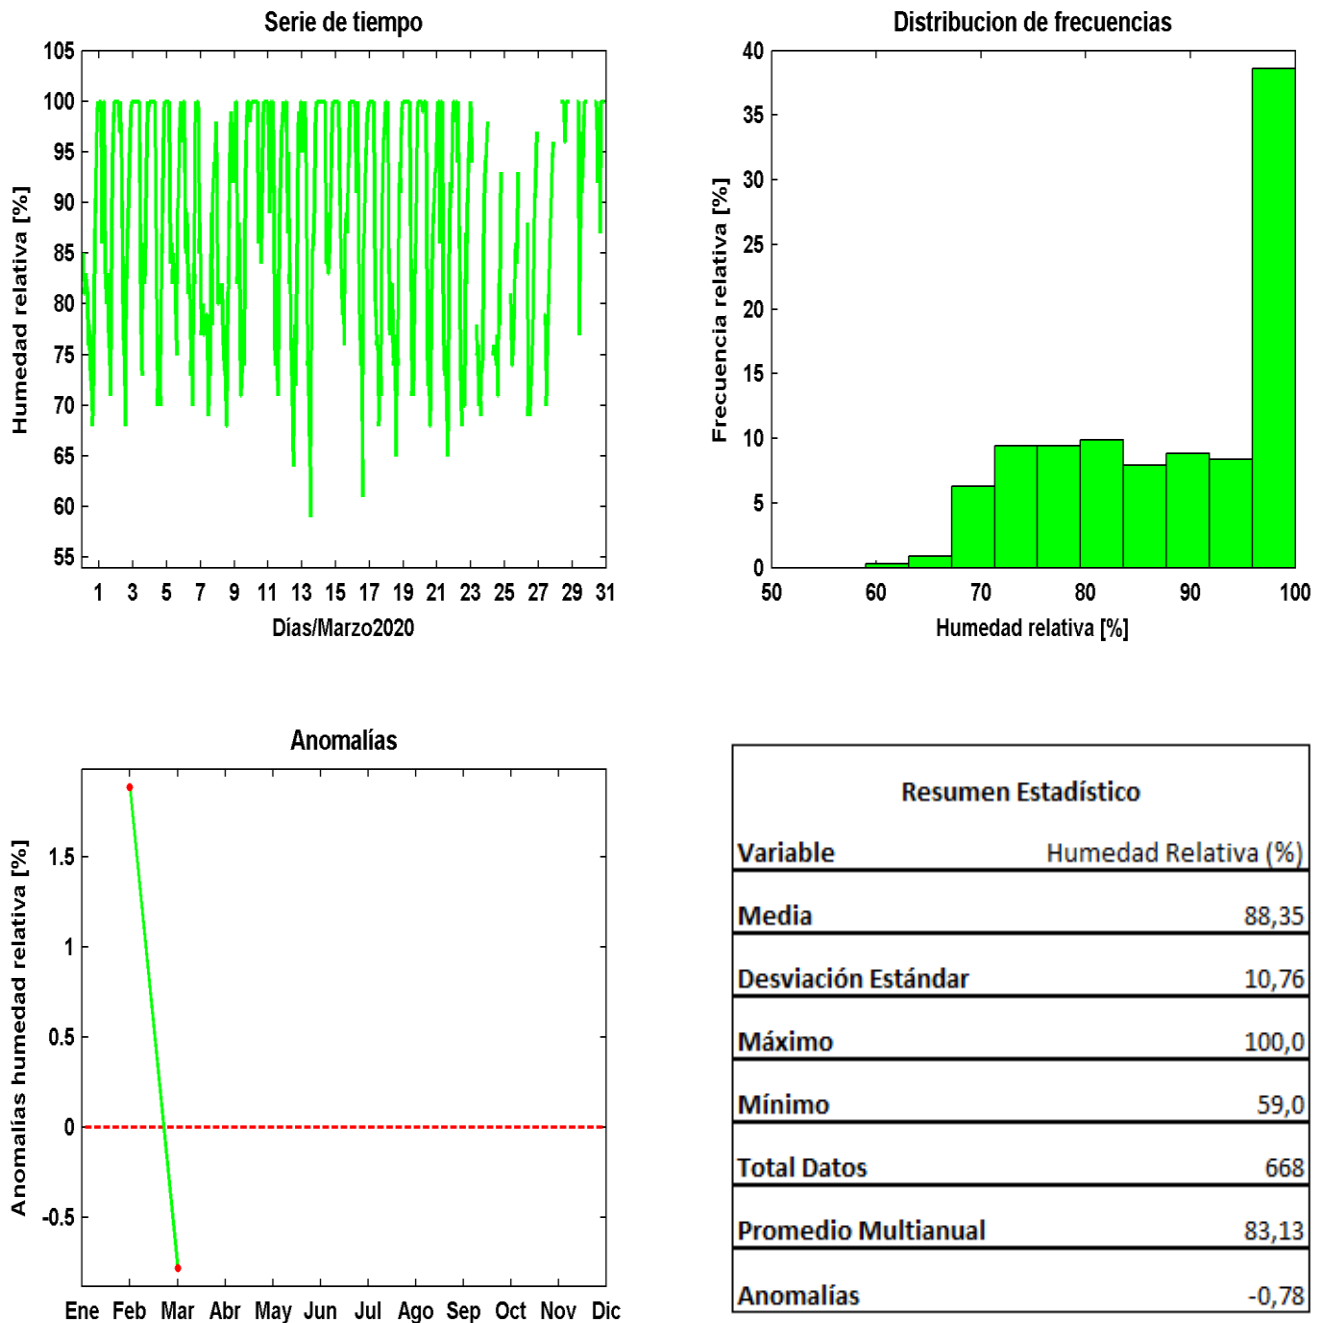 Serie de tiempo
105
100
95
90
85
80
75
70
65
60
55
Humedad relativa [%]
1 3 5 7 9 11 13 15 17 19 21 23 25 27 29 31
Días/Marzo2020
Distribucion de frecuencias
40
35
30
25
20
15
10
5
0
Frecuencia relativa [%]
50 60 70 80 90 100
Humedad relativa [%]
Anomalías
1.5
1
0.5
0
-0.5
Anomalías humedad relativa [%]
Ene Feb Mar Abr May Jun Jul Ago Sep Oct Nov Dic
Resumen Estadístico
Variable Humedad Relativa (%)
Media 88,35
Desviación Estándar 10,76
Máximo 100,0
Mínimo 59,0
Total Datos 668
Promedio Multianual 83,13
Anomalías -0,78